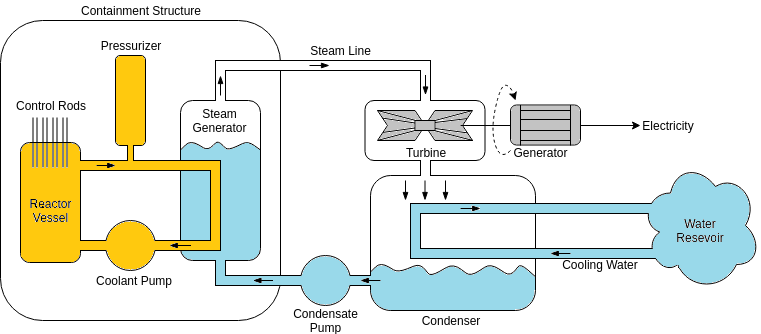 Containment Structure
Pressurizer
Steam Line
Control Rods
Steam
Generator
Electricity
Turbine
Generator
Reactor
Vessel
Water
Resevoir
Cooling Water
Coolant Pump
Condensate
Pump
Condenser